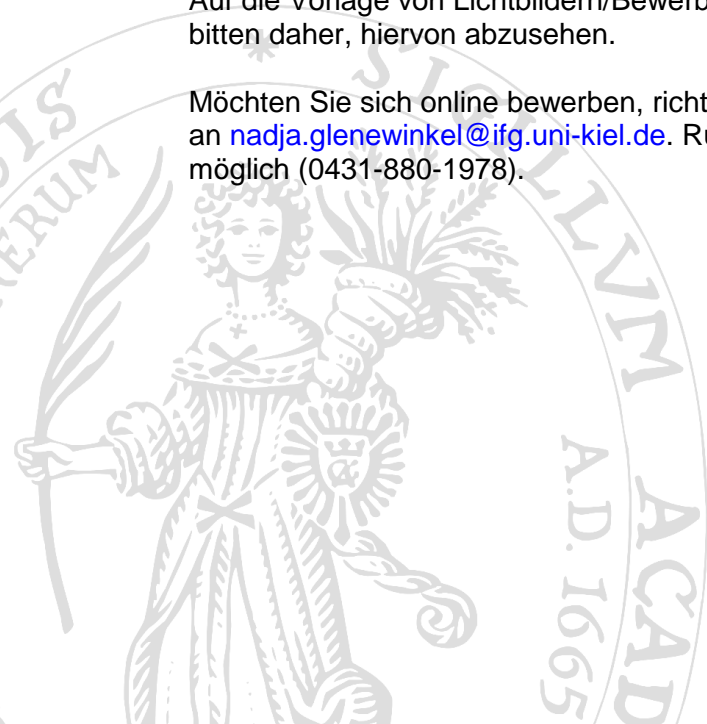 Auf die Vorlage von Lichtbildern/Bewerb
bitten daher, hiervon abzusehen.
Möchten Sie sich online bewerben, richt
an nadja.glenewinkel@ifg.uni-kiel.de. Ru
möglich (0431-880-1978).
SIGILLVM ACAD
A.D. 1665